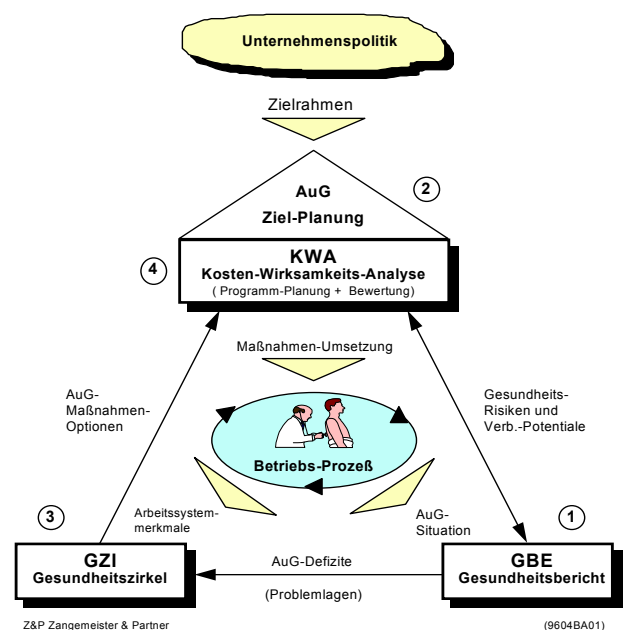 Unternehmenspolitik
Zielrahmen
AuG
Ziel-Planung
2
KWA
Kosten-Wirksamkeits-Analyse
( Programm-Planung + Bewertung)
4
Maßnahmen-Umsetzung
AuG-
Maßnahmen-
Optionen
Gesundheits-
Risiken und
Verb.-Potentiale
Betriebs-Prozeß
3
Arbeitssystem-
merkmale
AuG-
Situation
1
GZI
Gesundheitszirkel
AuG-Defizite
(Problemlagen)
GBE
Gesundheitsbericht
Z&P Zangemeister & Partner
(9604BA01)